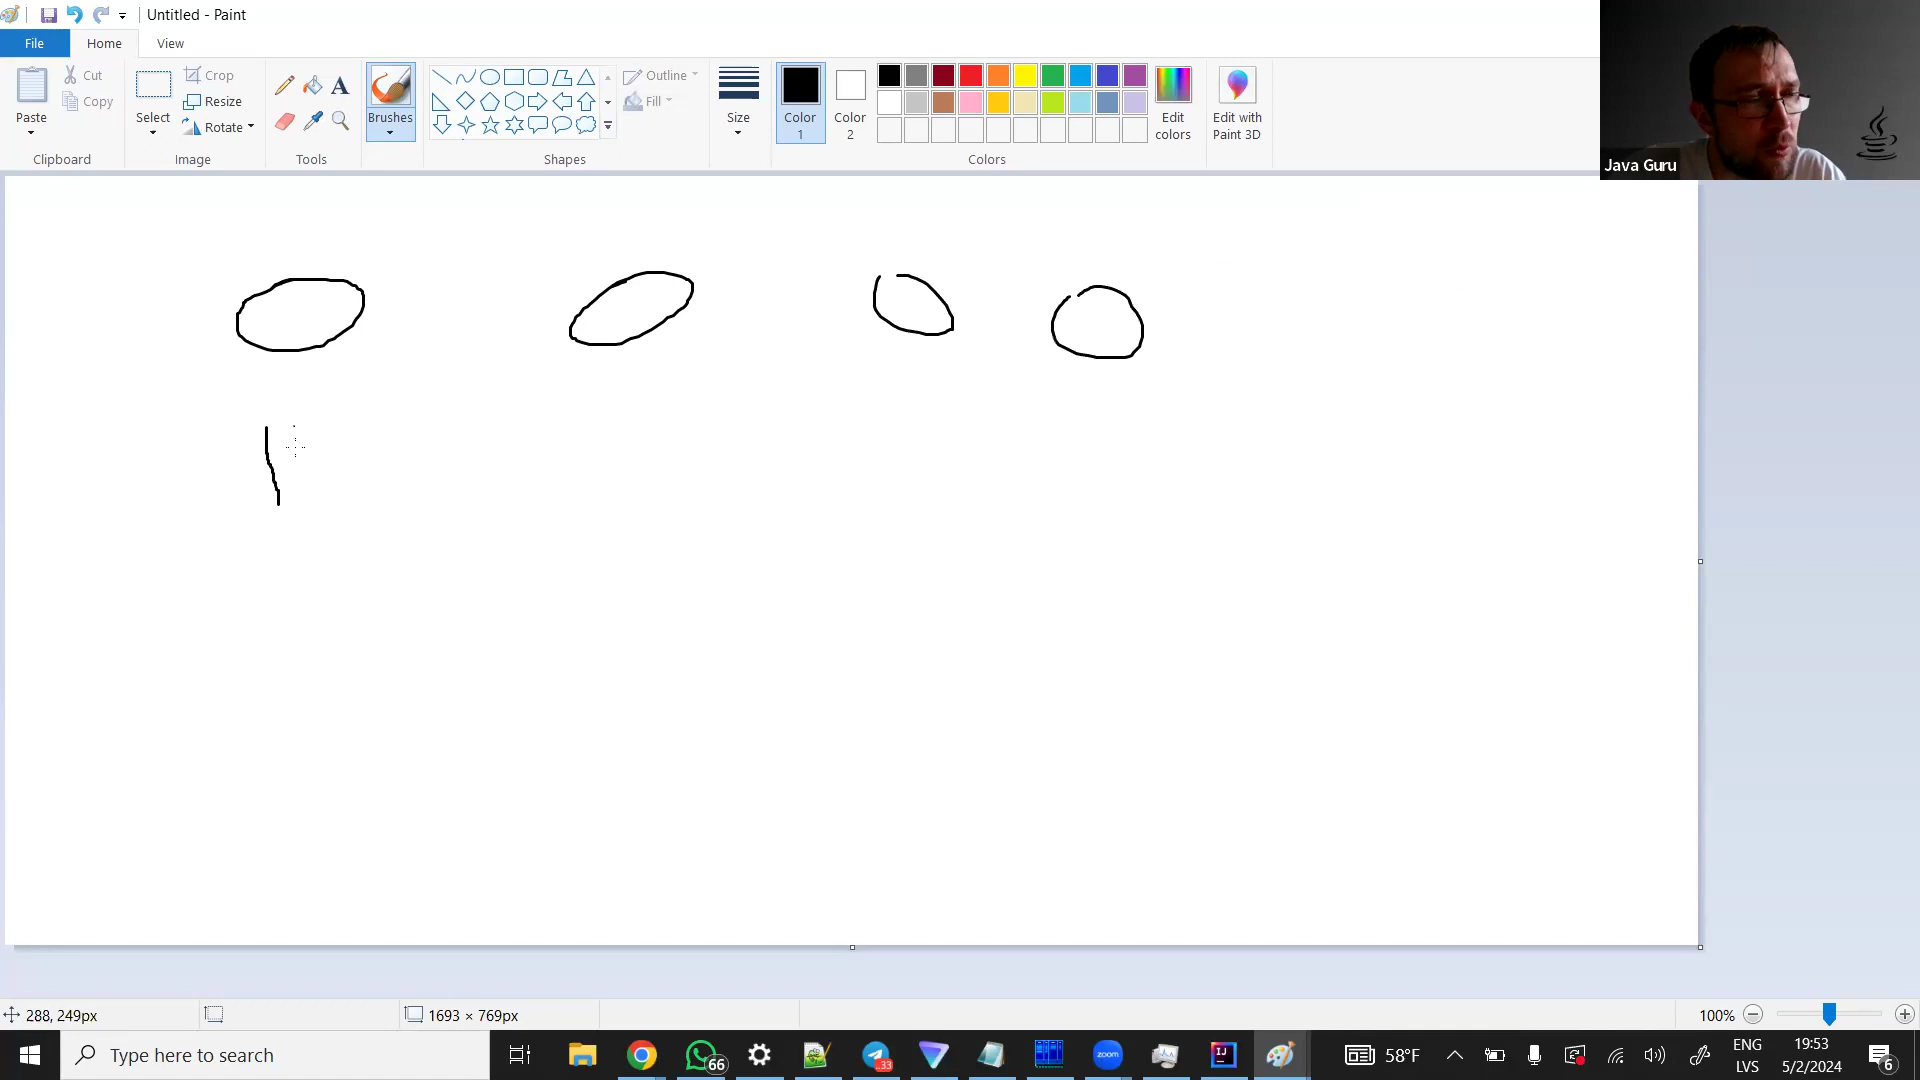 Untitled - Paint
File
Home
View
Paste
Cut
Copy
Clipboard
Select
Crop
Resize
Rotate
Image
A
Tools
Brushes
Outline
Fill
Shapes
Size
Color
1
Color
2
Edit
colors
Colors
Edit with
Paint 3D
Java Guru
288, 249px
1693 × 769px
100%
Type here to search
66
33
zoom
IJ
58°F
ENG
LVS
19:53
5/2/2024
6